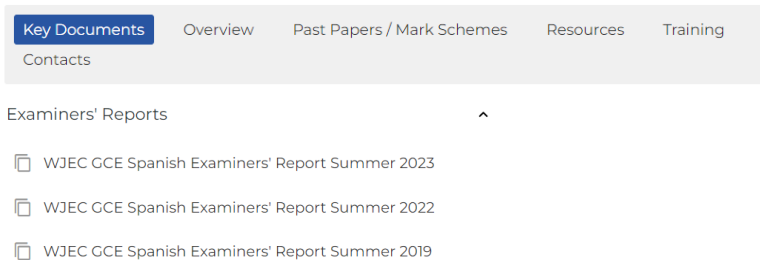 Key Documents Overview Past Papers / Mark Schemes Resources Training
Contacts
Examiners' Reports
WJEC GCE Spanish Examiners' Report Summer 2023
WJEC GCE Spanish Examiners' Report Summer 2022
WJEC GCE Spanish Examiners' Report Summer 2019